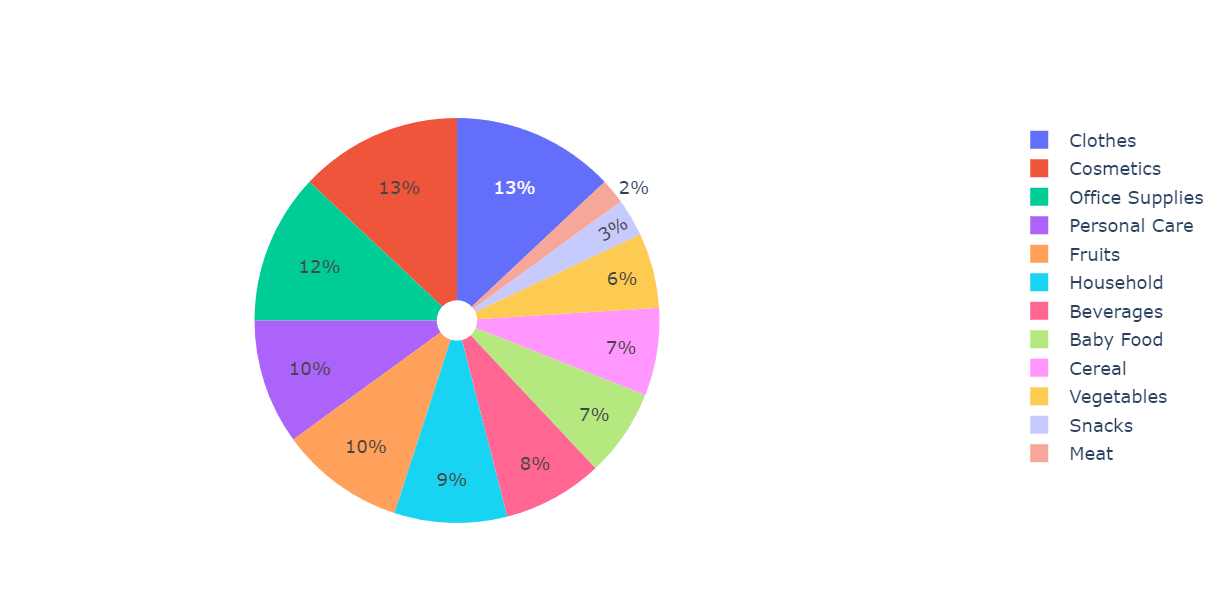 13%
13%
2%
3%
12%
6%
7%
10%
7%
10%
8%
9%
Clothes
Cosmetics
Office Supplies
Personal Care
Fruits
Household
Beverages
Baby Food
Cereal
Vegetables
Snacks
Meat